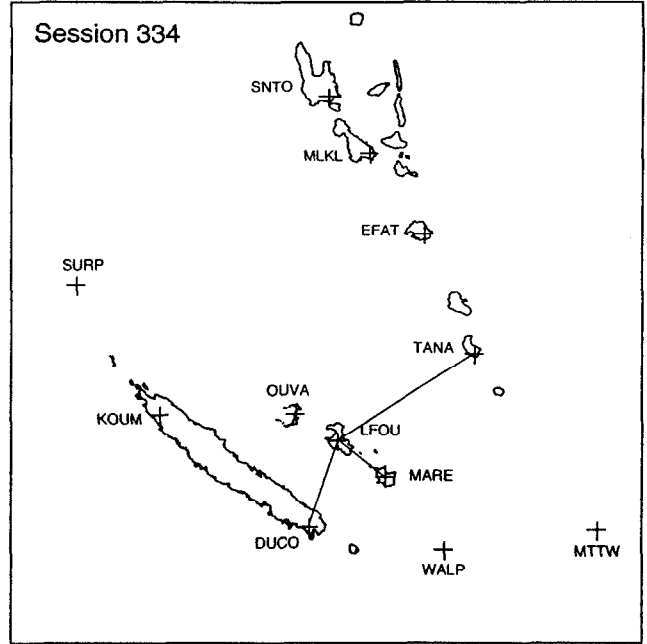 Session 334
SNTO
MLKL
EFAT
SURP
TANA
OUVA
KOUM
LFOU
MARE
DUCO
WALP
MTTW